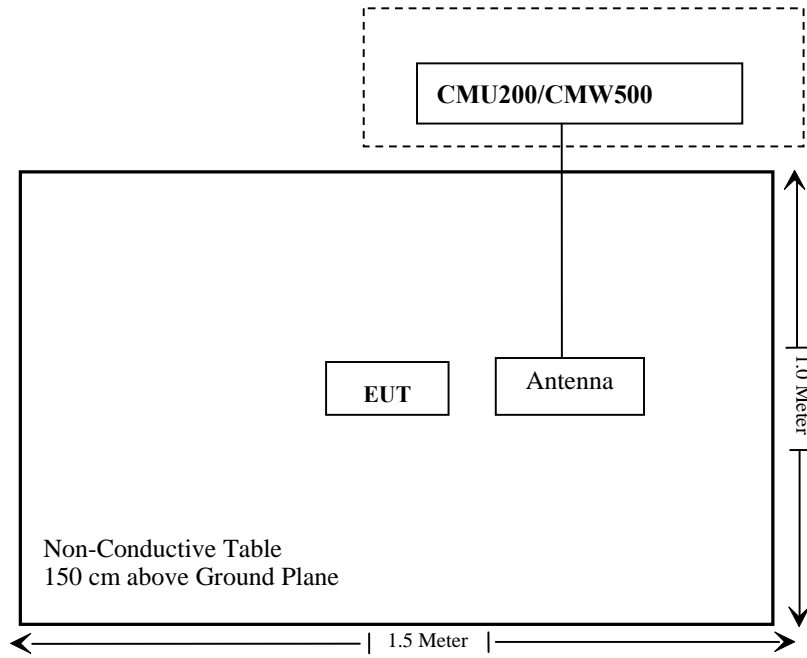 CMU200/CMW500
EUT
Antenna
1.0 Meter
Non-Conductive Table
150 cm above Ground Plane
1.5 Meter